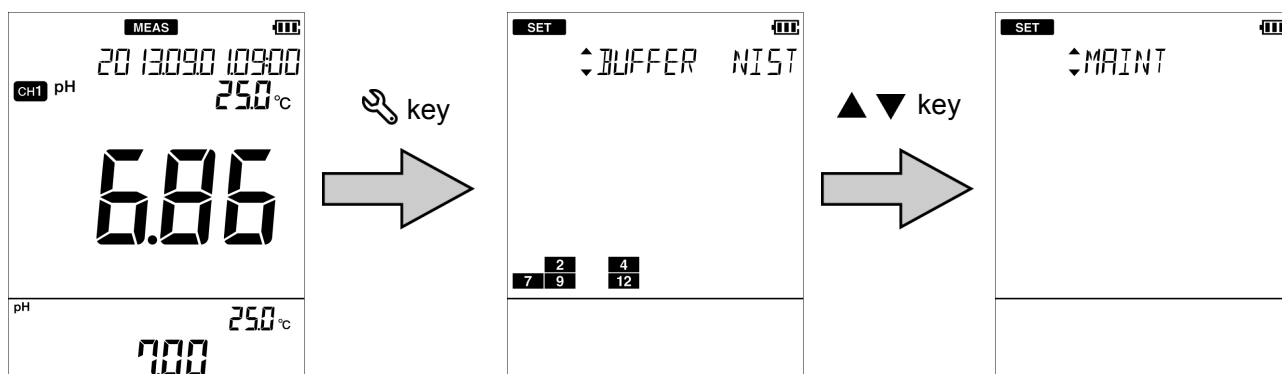 MEAS
2013.09.01.09:00
CH1 pH
25.0 °C
6.86
pH
25.0 °C
7.00
key
SET
BUFFER NIST
2 4
7 9 12
▲ ▼ key
SET
MAINT